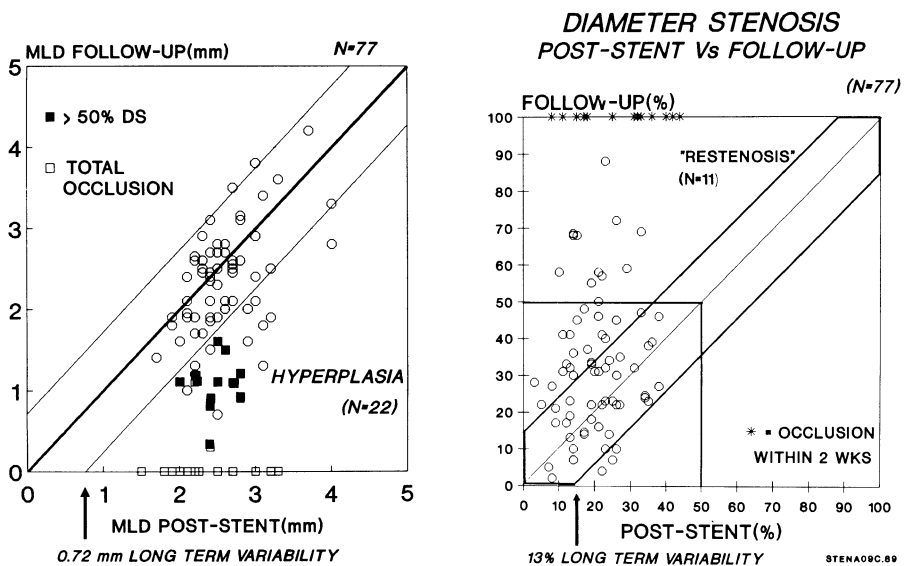 MLD FOLLOW-UP(mm)
N=77
5
■ > 50% DS
4
□ TOTAL
OCCLUSION
3
2
HYPERPLASIA
(N=22)
1
0
0 1 2 3 4 5
MLD POST-STENT(mm)
0.72 mm LONG TERM VARIABILITY
DIAMETER STENOSIS
POST-STENT Vs FOLLOW-UP
(N=77)
FOLLOW-UP(%)
100
"RESTENOSIS"
(N=11)
90
80
70
60
50
40
30
20
10
0
* = OCCLUSION
WITHIN 2 WKS
0 10 20 30 40 50 60 70 80 90 100
POST-STENT(%)
13% LONG TERM VARIABILITY
STENA09C.89